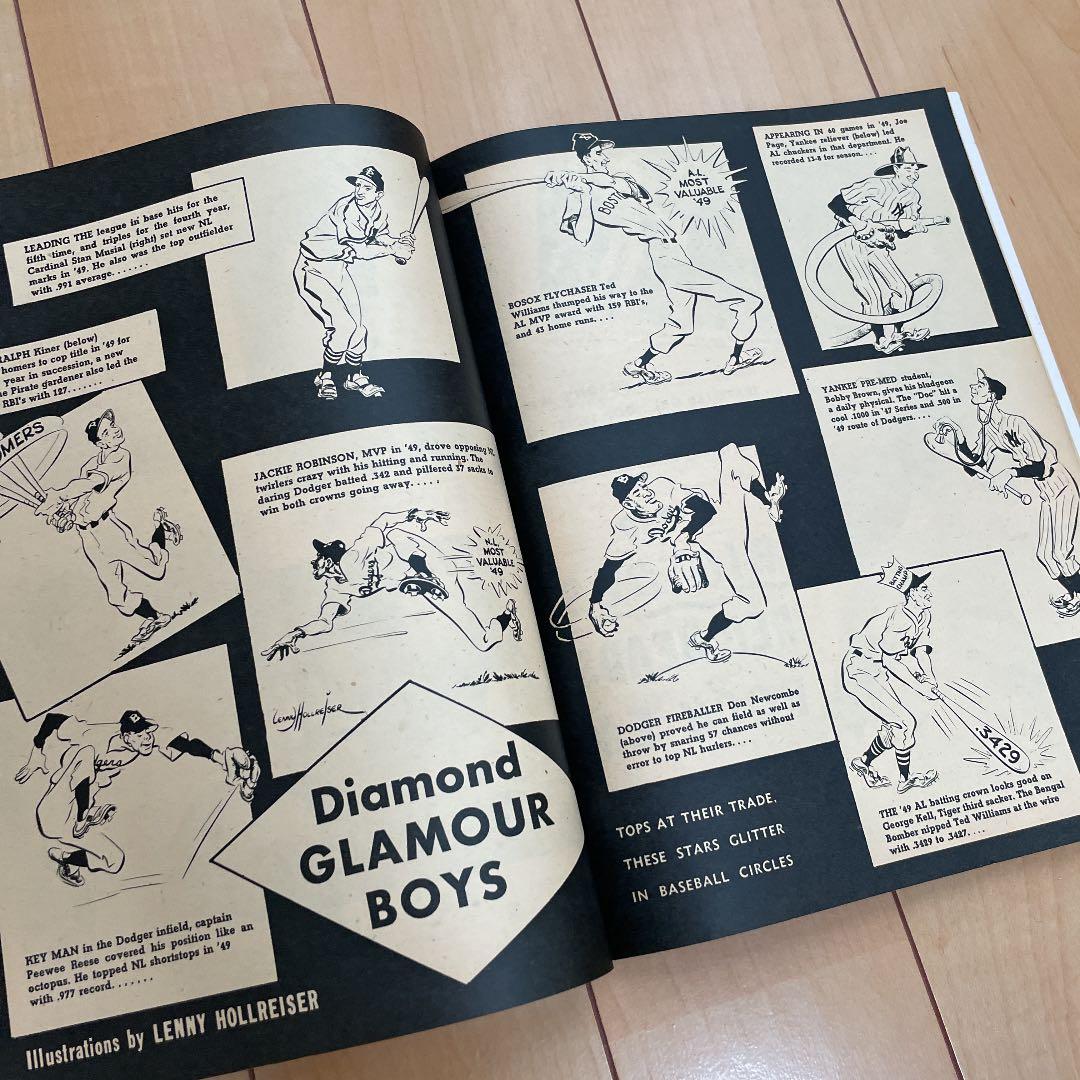 LEADING THE league in base hits for the
fifth time, and triples for the fourth year,
Cardinal Stan Musial (right) set new NL
marks in '49. He also was the top outfielder
with .991 average.......
RALPH Kiner (below)
homers to cop title in '49 for
year in succession, a new
Pirate gardener also led the
RBI's with 127.......
OMERS
JACKIE ROBINSON, MVP in '49, drove opposing NL
twirlers crazy with his hitting and running. The
daring Dodger batted .342 and pilfered 37 sacks to
win both crowns going away.....
N.L.
MOST
VALUABLE
'49
LENNY HOLLREISER
B
gers
KEY MAN in the Dodger infield, captain
Peewee Reese covered his position like an
octopus. He topped NL shortstops in '49
with .977 record.......
Illustrations by LENNY HOLLREISER
Diamond
GLAMOUR
BOYS
A.L.
MOST
VALUABLE
'49
BOST
BOSOX FLYCHASER Ted
Williams thumped his way to the
AL MVP award with 159 RBI's,
and 43 home runs....
APPEARING IN 60 games in '49, Joe
Page, Yankee reliever (below) led
AL chuckers in that department. He
recorded 13-8 for season....
YANKEE PRE-MED student,
Bobby Brown, gives his bludgeon
a daily physical. The "Doc" hit a
cool .1000 in '47 Series and .500 in
'49 route of Dodgers....
DODGER FIREBALLER Don Newcombe
(above) proved he can field as well as
throw by snaring 57 chances without
error to top NL hurlers....
BATTING
CHAMP
.3429
THE '49 AL batting crown looks good on
George Kell, Tiger third sacker. The Bengal
Bomber nipped Ted Williams at the wire
with .3429 to .3427....
TOPS AT THEIR TRADE,
THESE STARS GLITTER
IN BASEBALL CIRCLES